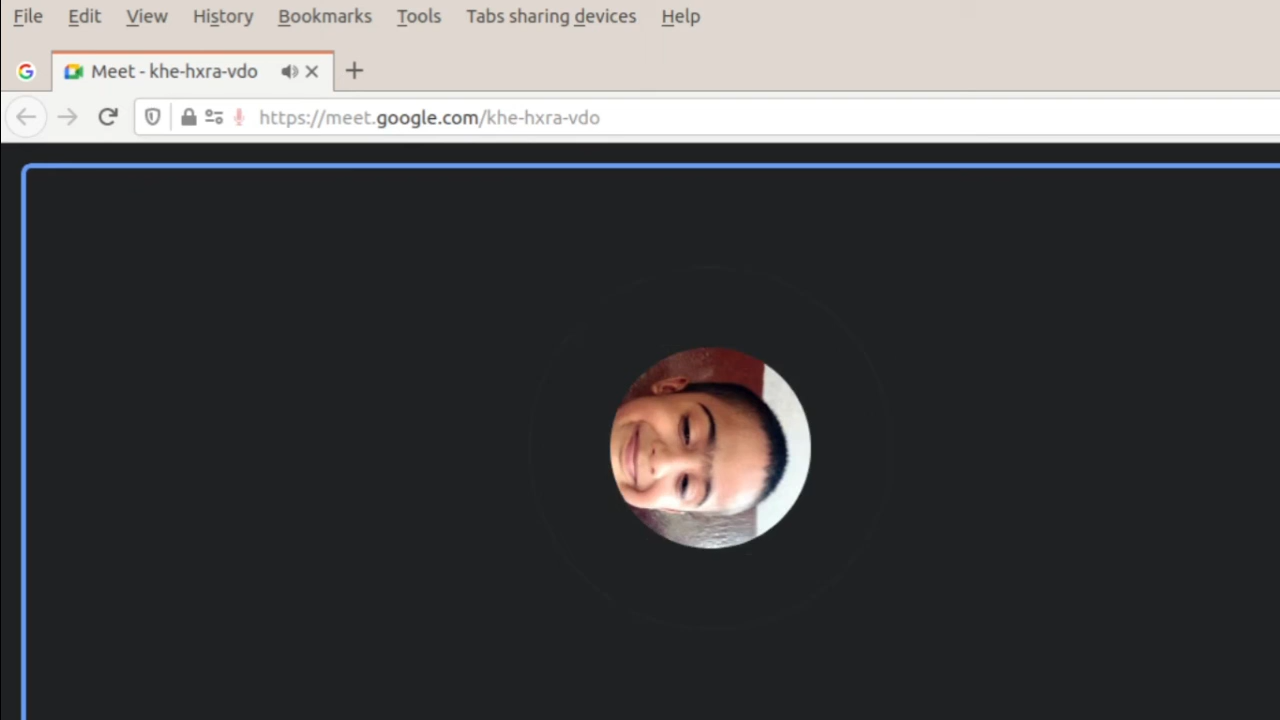 File Edit View History Bookmarks Tools Tabs sharing devices Help
Meet - khe-hxra-vdo
https://meet.google.com/khe-hxra-vdo